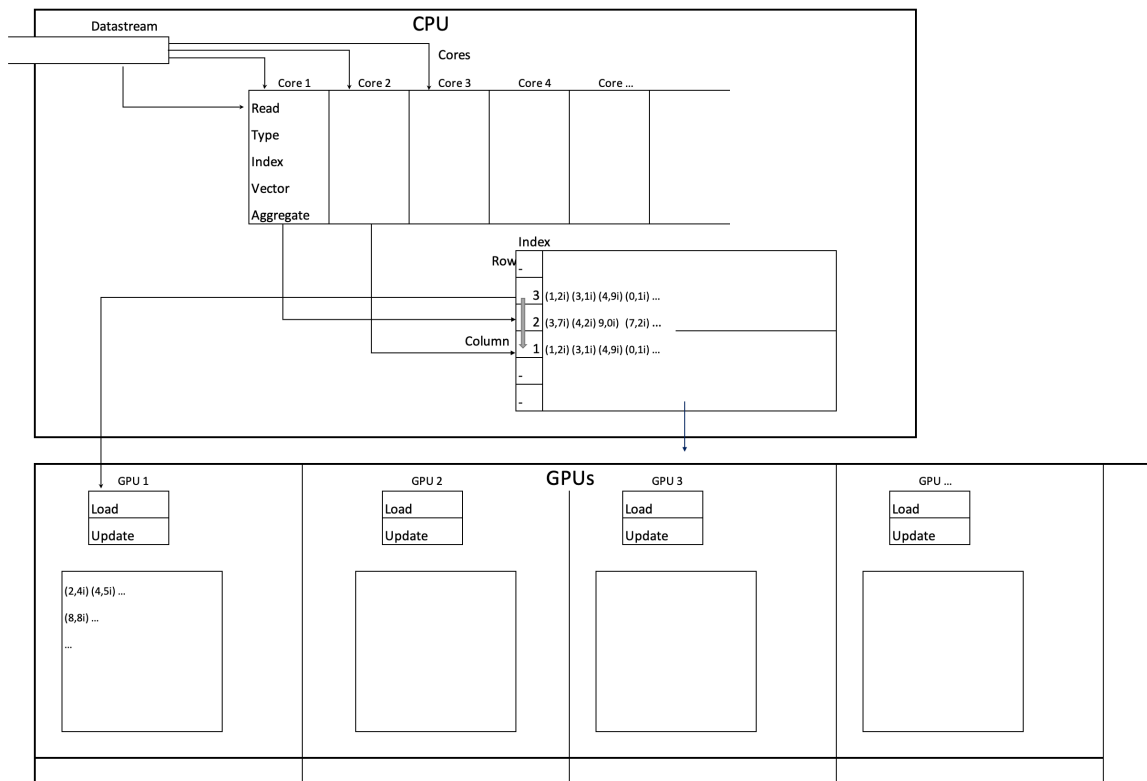 CPU
Datastream
Cores
Core 1 Core 2 Core 3 Core 4 Core ...
Read
Type
Index
Vector
Aggregate
Index
Row
-
3 (1,2i) (3,1i) (4,9i) (0,1i) ...
2 (3,7i) (4,2i) 9,0i) (7,2i) ...
Column
1 (1,2i) (3,1i) (4,9i) (0,1i) ...
-
-
GPUs
GPU 1 GPU 2 GPU 3 GPU ...
Load Load Load Load
Update Update Update Update
(2,4i) (4,5i) ...
(8,8i) ...
...